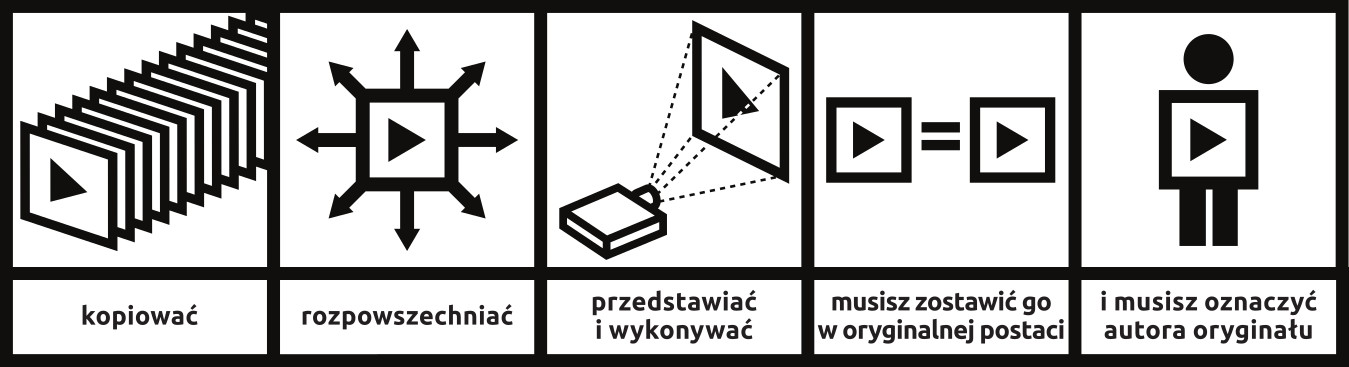 kopiować
rozpowszechniać
przedstawiać
i wykonywać
musisz zostawić go
w oryginalnej postaci
i musisz oznaczyć
autora oryginału